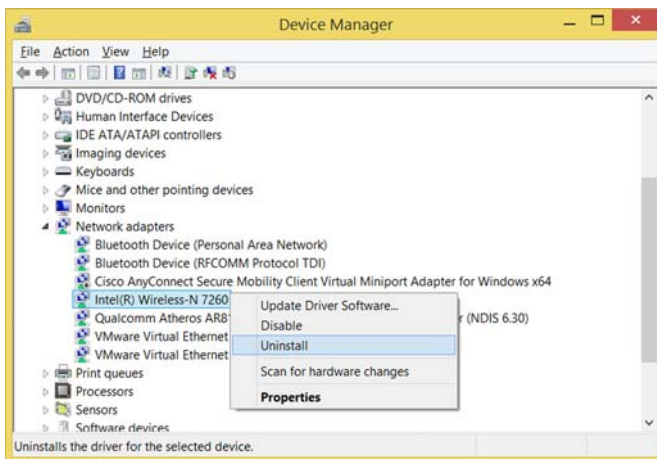 Device Manager
File Action View Help
DVD/CD-ROM drives
Human Interface Devices
IDE ATA/ATAPI controllers
Imaging devices
Keyboards
Mice and other pointing devices
Monitors
Network adapters
Bluetooth Device (Personal Area Network)
Bluetooth Device (RFCOMM Protocol TDI)
Cisco AnyConnect Secure Mobility Client Virtual Miniport Adapter for Windows x64
Intel(R) Wireless-N 7260
Update Driver Software...
Qualcomm Atheros AR8 r (NDIS 6.30)
Disable
VMware Virtual Ethernet
Uninstall
VMware Virtual Ethernet
Print queues
Scan for hardware changes
Processors
Properties
Sensors
Software devices
Uninstalls the driver for the selected device.